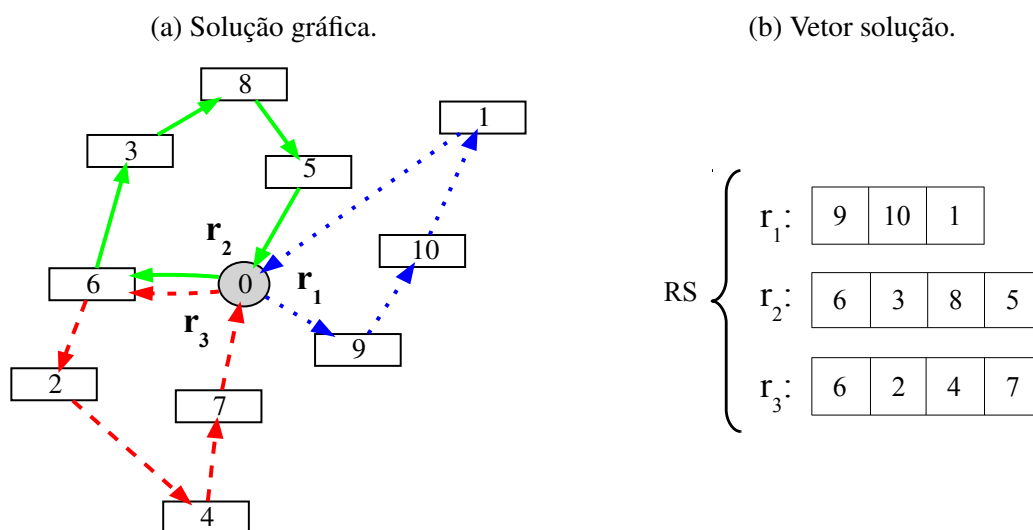 (a) Solução gráfica.
(b) Vetor solução.
8
1
3
5
r2
10
6
0
r1
r3
9
2
7
4
RS
r1: 9 10 1
r2: 6 3 8 5
r3: 6 2 4 7